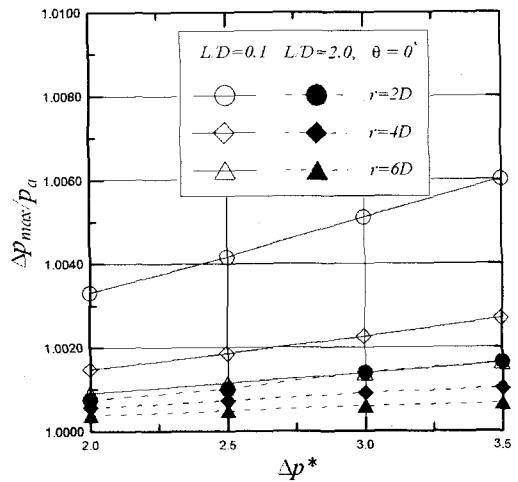 1.0100
1.0080
1.0060
1.0040
1.0020
1.0000
Δp_max/p_a
L/D=0.1 L/D=2.0, θ=0°
r=2D
r=4D
r=6D
2.0 2.5 3.0 3.5
Δp*